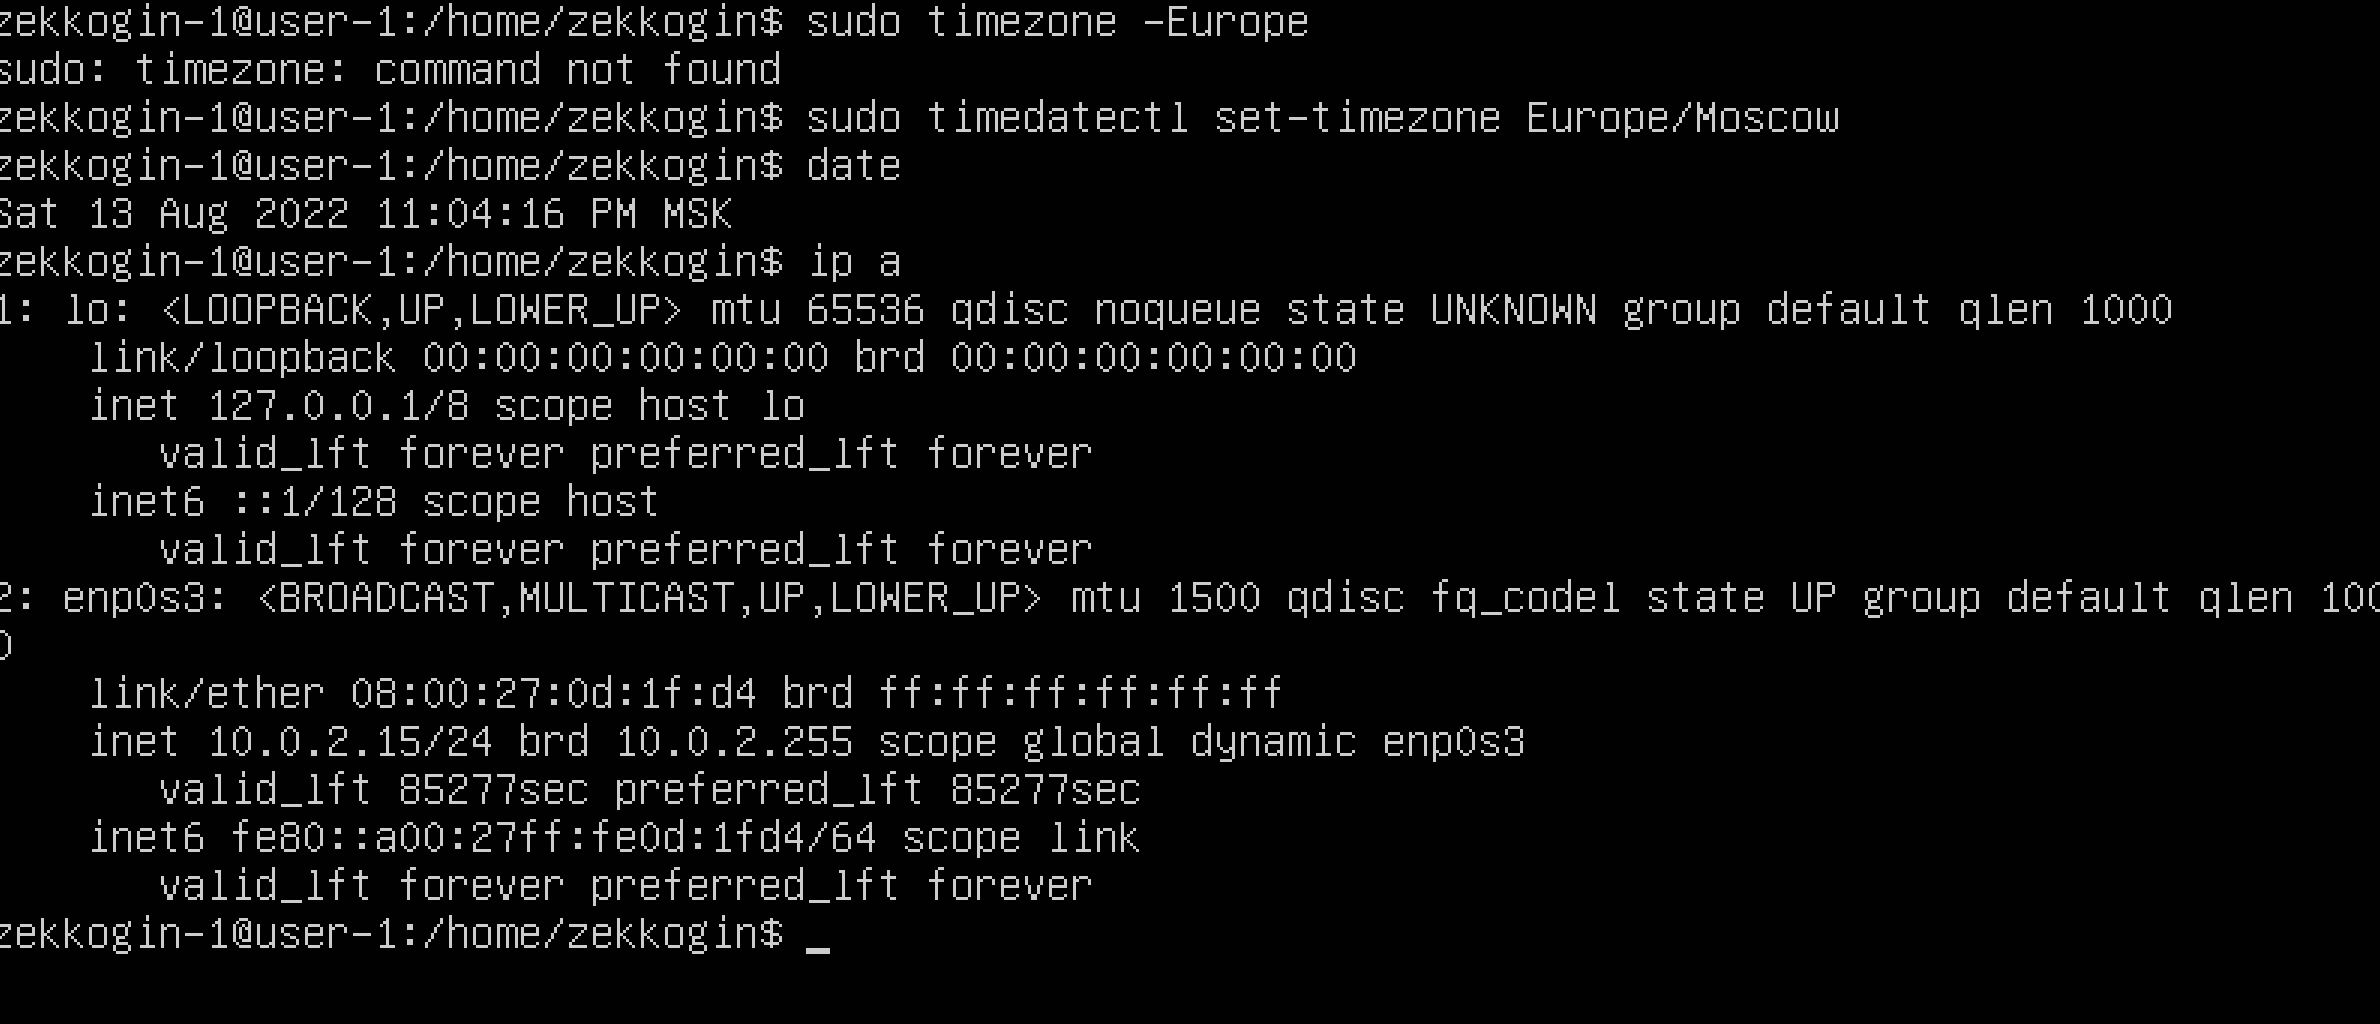 zekkogin-1@user-1:/home/zekkogin$ sudo timezone -Europe
sudo: timezone: command not found
zekkogin-1@user-1:/home/zekkogin$ sudo timedatectl set-timezone Europe/Moscow
zekkogin-1@user-1:/home/zekkogin$ date
Sat 13 Aug 2022 11:04:16 PM MSK
zekkogin-1@user-1:/home/zekkogin$ ip a
1: lo: <LOOPBACK,UP,LOWER_UP> mtu 65536 qdisc noqueue state UNKNOWN group default qlen 1000
    link/loopback 00:00:00:00:00:00 brd 00:00:00:00:00:00
    inet 127.0.0.1/8 scope host lo
       valid_lft forever preferred_lft forever
    inet6 ::1/128 scope host
       valid_lft forever preferred_lft forever
2: enp0s3: <BROADCAST,MULTICAST,UP,LOWER_UP> mtu 1500 qdisc fq_codel state UP group default qlen 100
0
    link/ether 08:00:27:0d:1f:d4 brd ff:ff:ff:ff:ff:ff
    inet 10.0.2.15/24 brd 10.0.2.255 scope global dynamic enp0s3
       valid_lft 85277sec preferred_lft 85277sec
    inet6 fe80::a00:27ff:fe0d:1fd4/64 scope link
       valid_lft forever preferred_lft forever
zekkogin-1@user-1:/home/zekkogin$ _